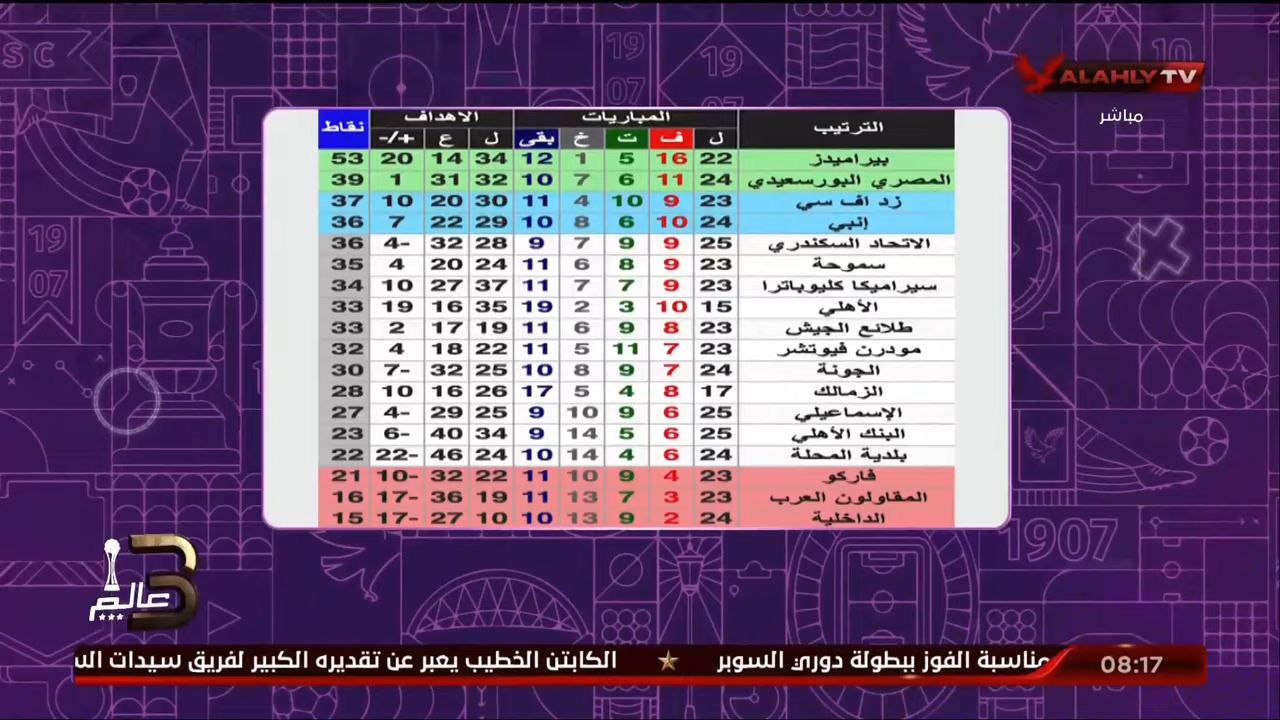 SC
19
07
19
10
ALAHLY TV
مباشر
الترتيب المباريات الاهداف نقاط
ل ف ت خ بقى ل ع +/-
بيراميدز 22 16 5 1 12 34 14 20 53
المصري البورسعيدي 24 11 6 7 10 32 31 1 39
زد اف سي 23 9 10 4 11 30 20 10 37
إنبي 24 10 6 8 10 29 22 7 36
الاتحاد السكندري 25 9 9 7 9 28 32 4- 36
سموحة 23 9 8 6 11 24 20 4 35
سيراميكا كليوباترا 23 9 7 7 11 37 27 10 34
الأهلي 15 10 3 2 19 35 16 19 33
طلائع الجيش 23 8 9 6 11 19 17 2 33
مودرن فيوتشر 23 7 11 5 11 22 18 4 32
الجونة 24 7 9 8 10 25 32 7- 30
الزمالك 17 8 4 5 17 26 16 10 28
الإسماعيلي 25 6 9 10 9 25 29 4- 27
البنك الأهلي 25 6 5 14 9 34 40 6- 23
بلدية المحلة 24 6 4 14 10 24 46 22- 22
فاركو 23 4 9 10 11 22 32 10- 21
المقاولون العرب 23 3 7 13 11 19 36 17- 16
الداخلية 24 2 9 13 10 10 27 17- 15
19
07
1907
3 عالم
08:17
مناسبة الفوز ببطولة دوري السوبر ★ الكابتن الخطيب يعبر عن تقديره الكبير لفريق سيدات الس